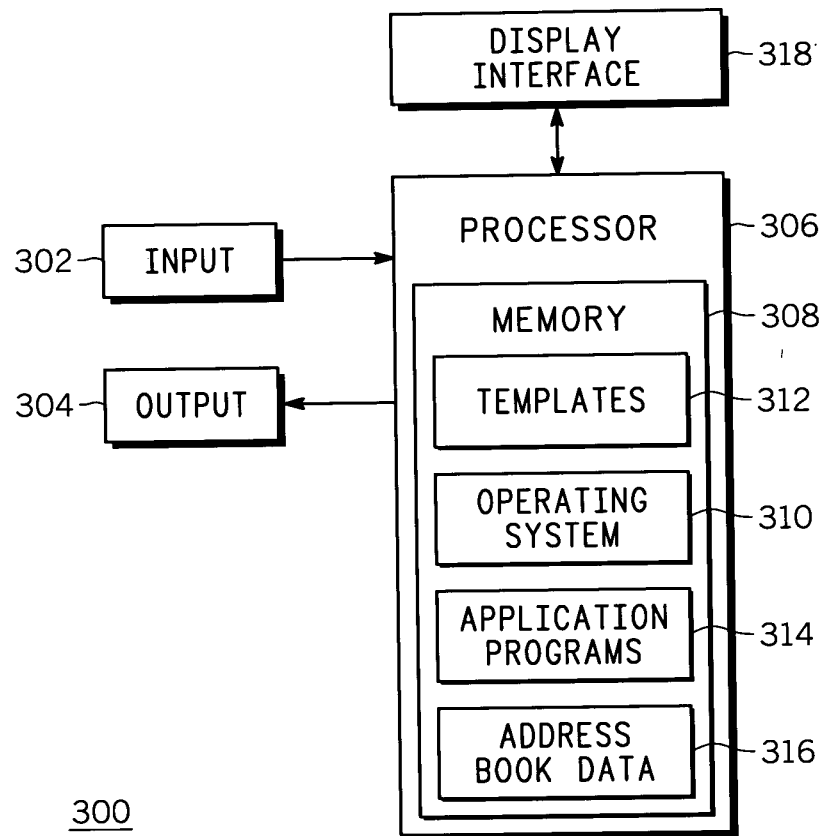 DISPLAY
INTERFACE
318
PROCESSOR
306
302
INPUT
MEMORY
308
304
OUTPUT
TEMPLATES
312
OPERATING
SYSTEM
310
APPLICATION
PROGRAMS
314
ADDRESS
BOOK DATA
316
300